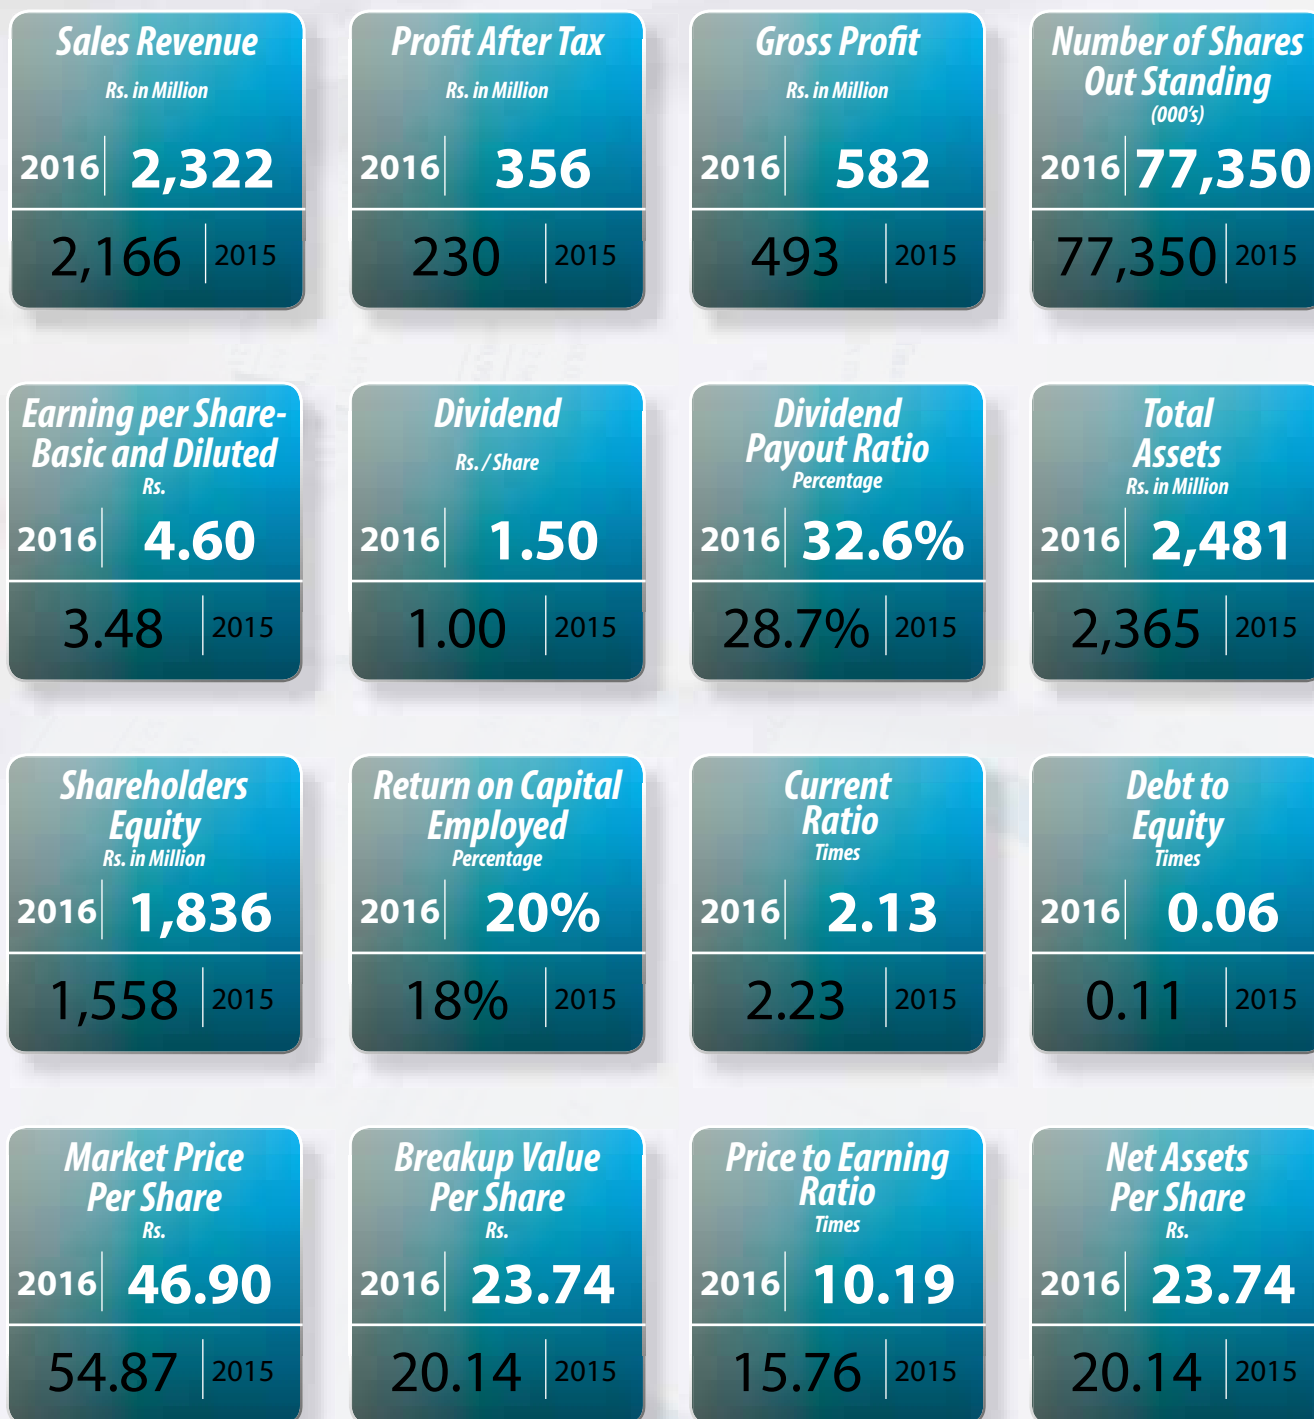 Sales Revenue
Rs. in Million
2016 2,322
2,166 2015
Profit After Tax
Rs. in Million
2016 356
230 2015
Gross Profit
Rs. in Million
2016 582
493 2015
Number of Shares
Out Standing
(000's)
2016 77,350
77,350 2015
Earning per Share-
Basic and Diluted
Rs.
2016 4.60
3.48 2015
Dividend
Rs. / Share
2016 1.50
1.00 2015
Dividend
Payout Ratio
Percentage
2016 32.6%
28.7% 2015
Total
Assets
Rs. in Million
2016 2,481
2,365 2015
Shareholders
Equity
Rs. in Million
2016 1,836
1,558 2015
Return on Capital
Employed
Percentage
2016 20%
18% 2015
Current
Ratio
Times
2016 2.13
2.23 2015
Debt to
Equity
Times
2016 0.06
0.11 2015
Market Price
Per Share
Rs.
2016 46.90
54.87 2015
Breakup Value
Per Share
Rs.
2016 23.74
20.14 2015
Price to Earning
Ratio
Times
2016 10.19
15.76 2015
Net Assets
Per Share
Rs.
2016 23.74
20.14 2015